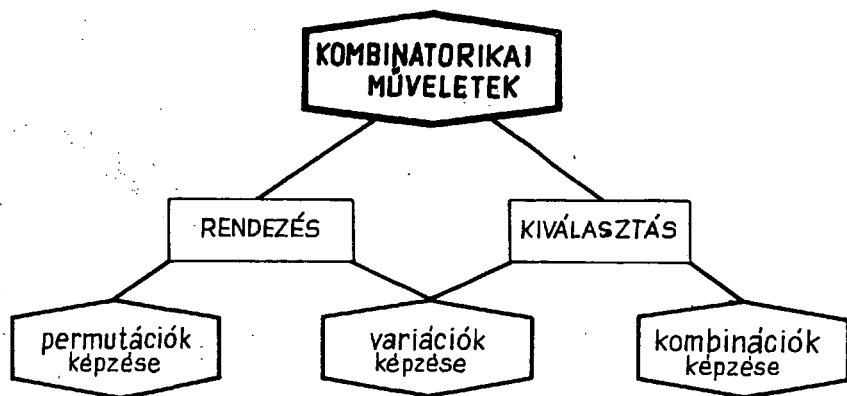 KOMBINATORIKAI
MŰVELETEK
RENDEZÉS
KIVÁLASZTÁS
permutációk
képzése
variációk
képzése
kombinációk
képzése